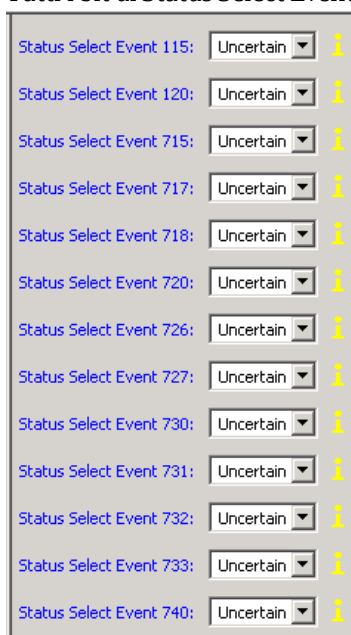 Status Select Event 115: Uncertain
Status Select Event 120: Uncertain
Status Select Event 715: Uncertain
Status Select Event 717: Uncertain
Status Select Event 718: Uncertain
Status Select Event 720: Uncertain
Status Select Event 726: Uncertain
Status Select Event 727: Uncertain
Status Select Event 730: Uncertain
Status Select Event 731: Uncertain
Status Select Event 732: Uncertain
Status Select Event 733: Uncertain
Status Select Event 740: Uncertain